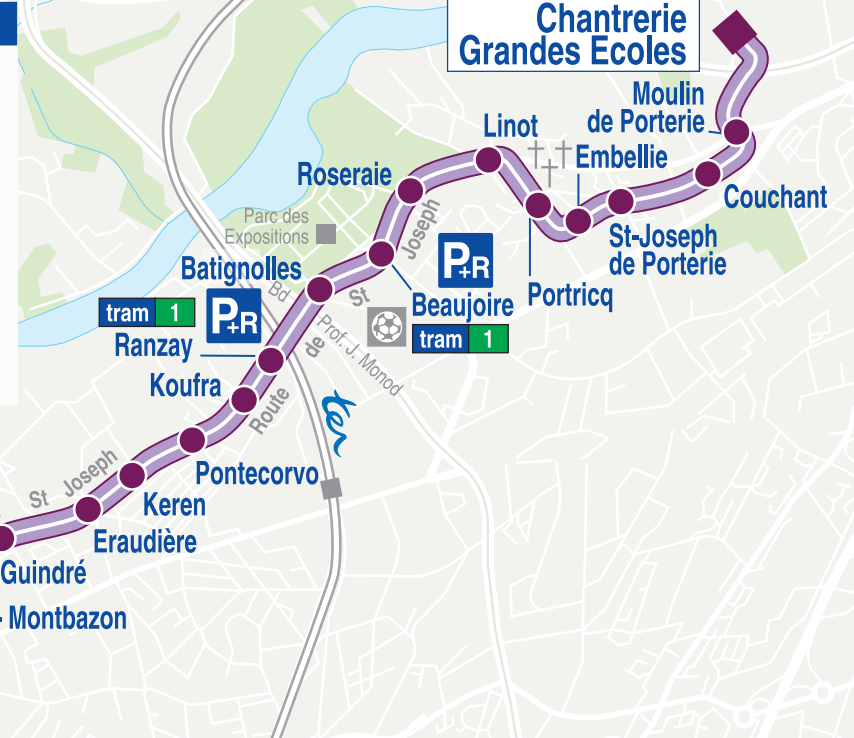 Chantrerie
Grandes Ecoles
Moulin
de Porterie
Linot
Embellie
Roseraie
Couchant
Joseph
Parc des
Expositions
St-Joseph
de Porterie
P+R
Batignolles
Bd
St
Beaujoire
Portricq
tram 1
P+R
tram 1
Prof. J. Monod
de
Ranzay
Koufra
Route
ter
St Joseph
Pontecorvo
Keren
Eraudière
Guindré
- Montbazon